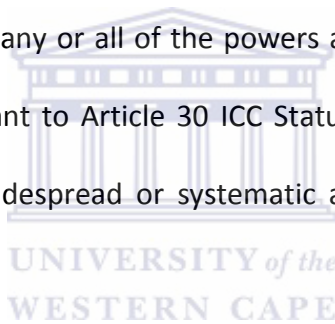 any or all of the powers a
nt to Article 30 ICC Statu
despread or systematic a
UNIVERSITY of the
WESTERN CAPE